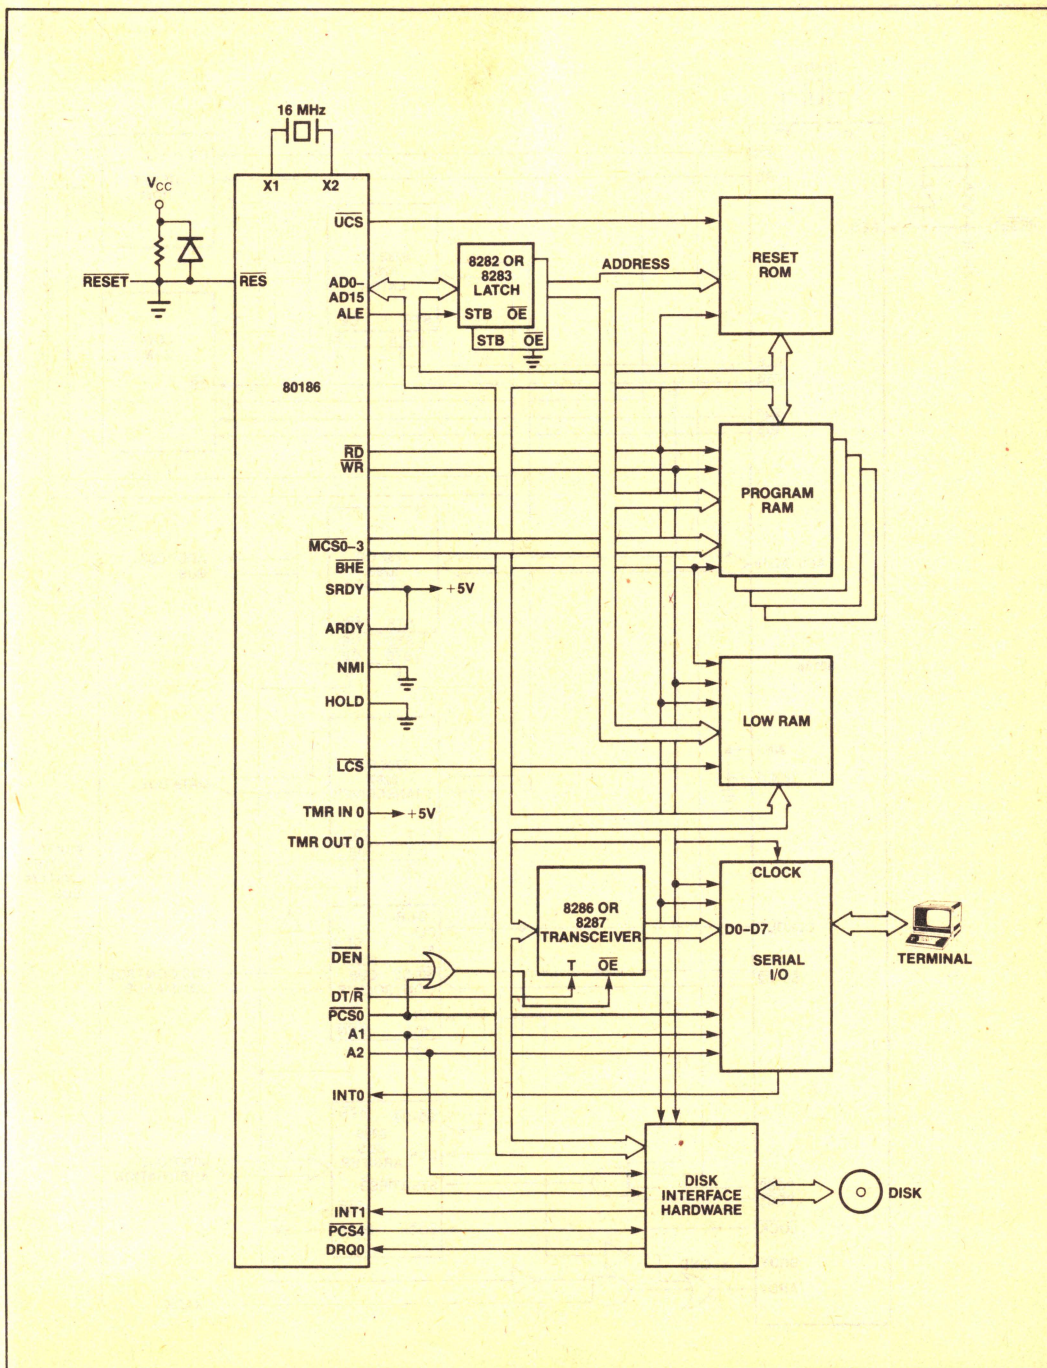 16 MHz
X1 X2
VCC
RESET
RES
80186
UCS
AD0–
AD15
ALE
RD
WR
MCS0–3
BHE
SRDY
+5V
ARDY
NMI
HOLD
LCS
TMR IN 0
+5V
TMR OUT 0
DEN
DT/R
PCS0
A1
A2
INT0
INT1
PCS4
DRQ0
8282 OR
8283
LATCH
STB OE
STB OE
ADDRESS
RESET
ROM
PROGRAM
RAM
LOW RAM
8286 OR
8287
TRANSCEIVER
T OE
CLOCK
D0–D7
SERIAL
I/O
TERMINAL
DISK
INTERFACE
HARDWARE
DISK